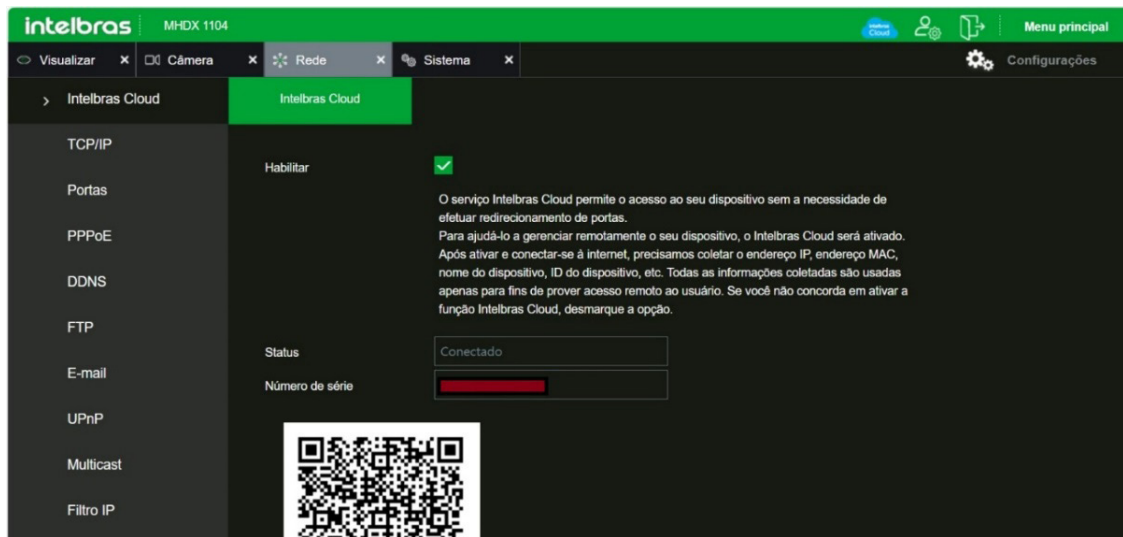 intelbras MHDX 1104
intelbras Cloud
Menu principal
Visualizar x Câmera x Rede x Sistema x
Configurações
> Intelbras Cloud
TCP/IP
Portas
PPPoE
DDNS
FTP
E-mail
UPnP
Multicast
Filtro IP
Intelbras Cloud
Habilitar
O serviço Intelbras Cloud permite o acesso ao seu dispositivo sem a necessidade de
efetuar redirecionamento de portas.
Para ajudá-lo a gerenciar remotamente o seu dispositivo, o Intelbras Cloud será ativado.
Após ativar e conectar-se à internet, precisamos coletar o endereço IP, endereço MAC,
nome do dispositivo, ID do dispositivo, etc. Todas as informações coletadas são usadas
apenas para fins de prover acesso remoto ao usuário. Se você não concorda em ativar a
função Intelbras Cloud, desmarque a opção.
Status Conectado
Número de série